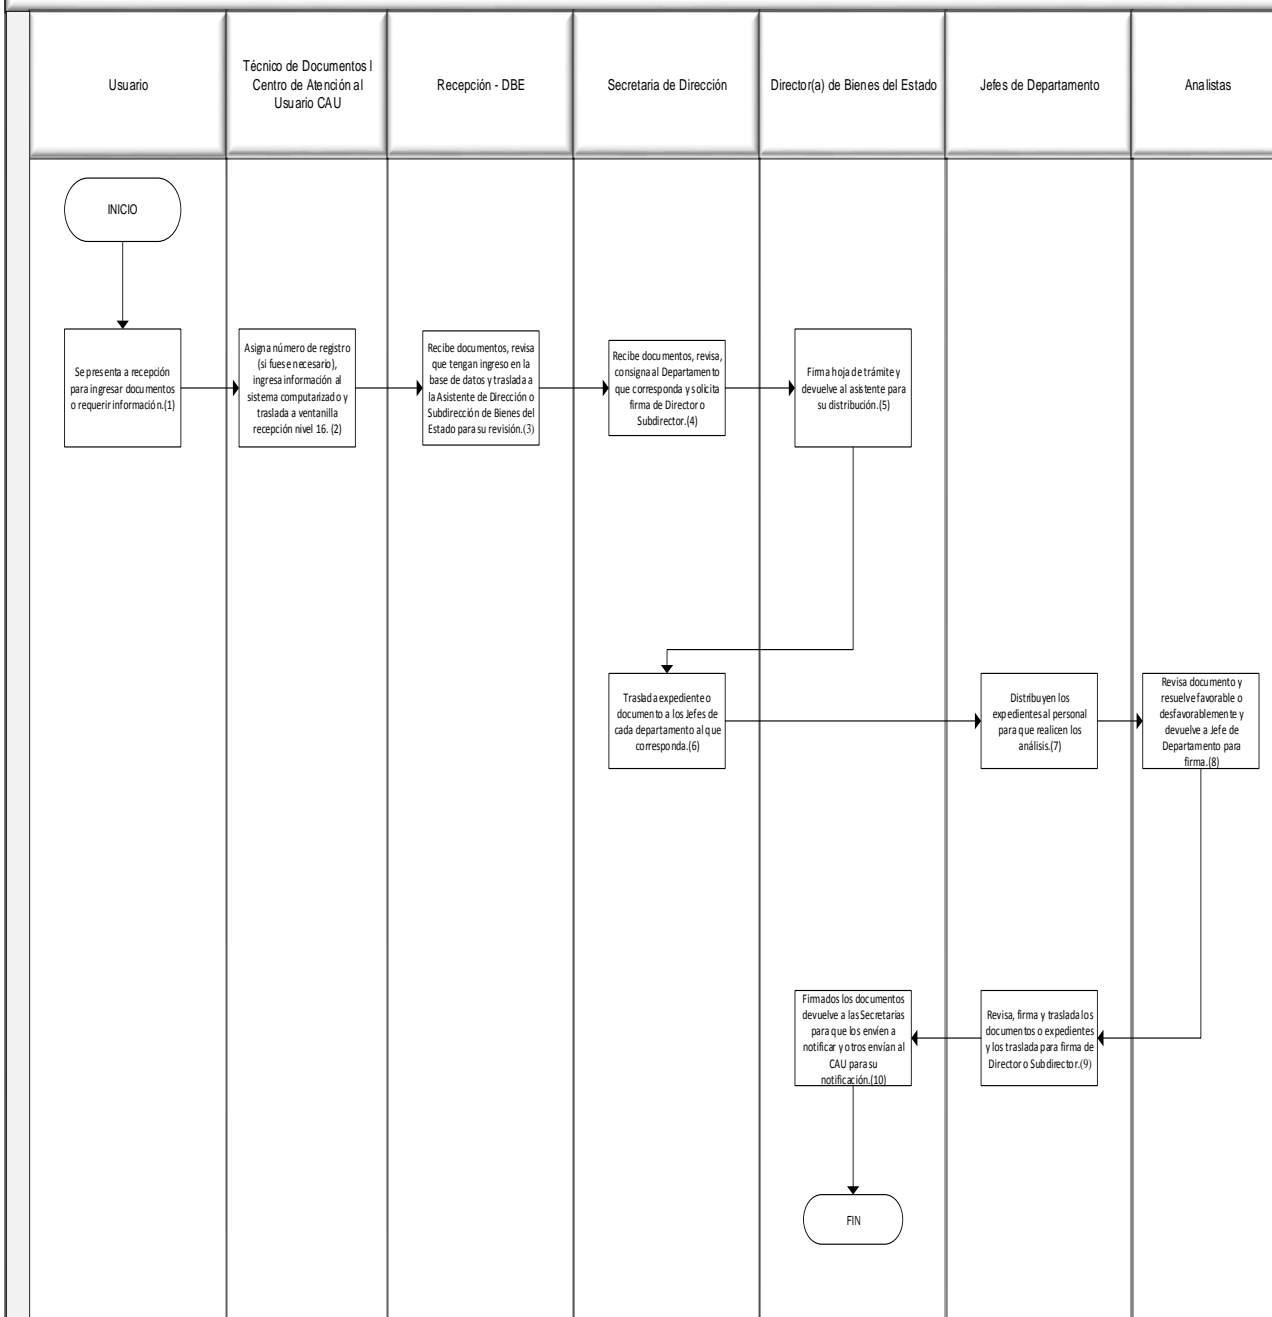 Usuario
Técnico de Documentos I
Centro de Atención al
Usuario CAU
Recepción - DBE
Secretaria de Dirección
Director(a) de Bienes del Estado
Jefes de Departamento
Analistas
INICIO
Se presenta a recepción
para ingresar documentos
o requerir información.(1)
Asigna número de registro
(si fuese necesario),
ingresa información al
sistema computarizado y
traslada a ventanilla
recepción nivel 16. (2)
Recibe documentos, revisa
que tengan ingreso en la
base de datos y traslada a
la Asistente de Dirección o
Subdirección de Bienes del
Estado para su revisión.(3)
Recibe documentos, revisa,
consigna al Departamento
que corresponda y solicita
firma de Director o
Subdirector.(4)
Firma hoja de trámite y
devuelve al asistente para
su distribución.(5)
Traslada expediente o
documento a los Jefes de
cada departamento al que
corresponda.(6)
Distribuyen los
expedientes al personal
para que realicen los
análisis.(7)
Revisa documento y
resuelve favorable o
desfavorablemente y
devuelve a Jefe de
Departamento para
firma.(8)
Firmados los documentos
devuelve a las Secretarias
para que los envíen a
notificar y otros envían al
CAU para su
notificación.(10)
Revisa, firma y traslada los
documentos o expedientes
y los traslada para firma de
Director o Subdirector.(9)
FIN